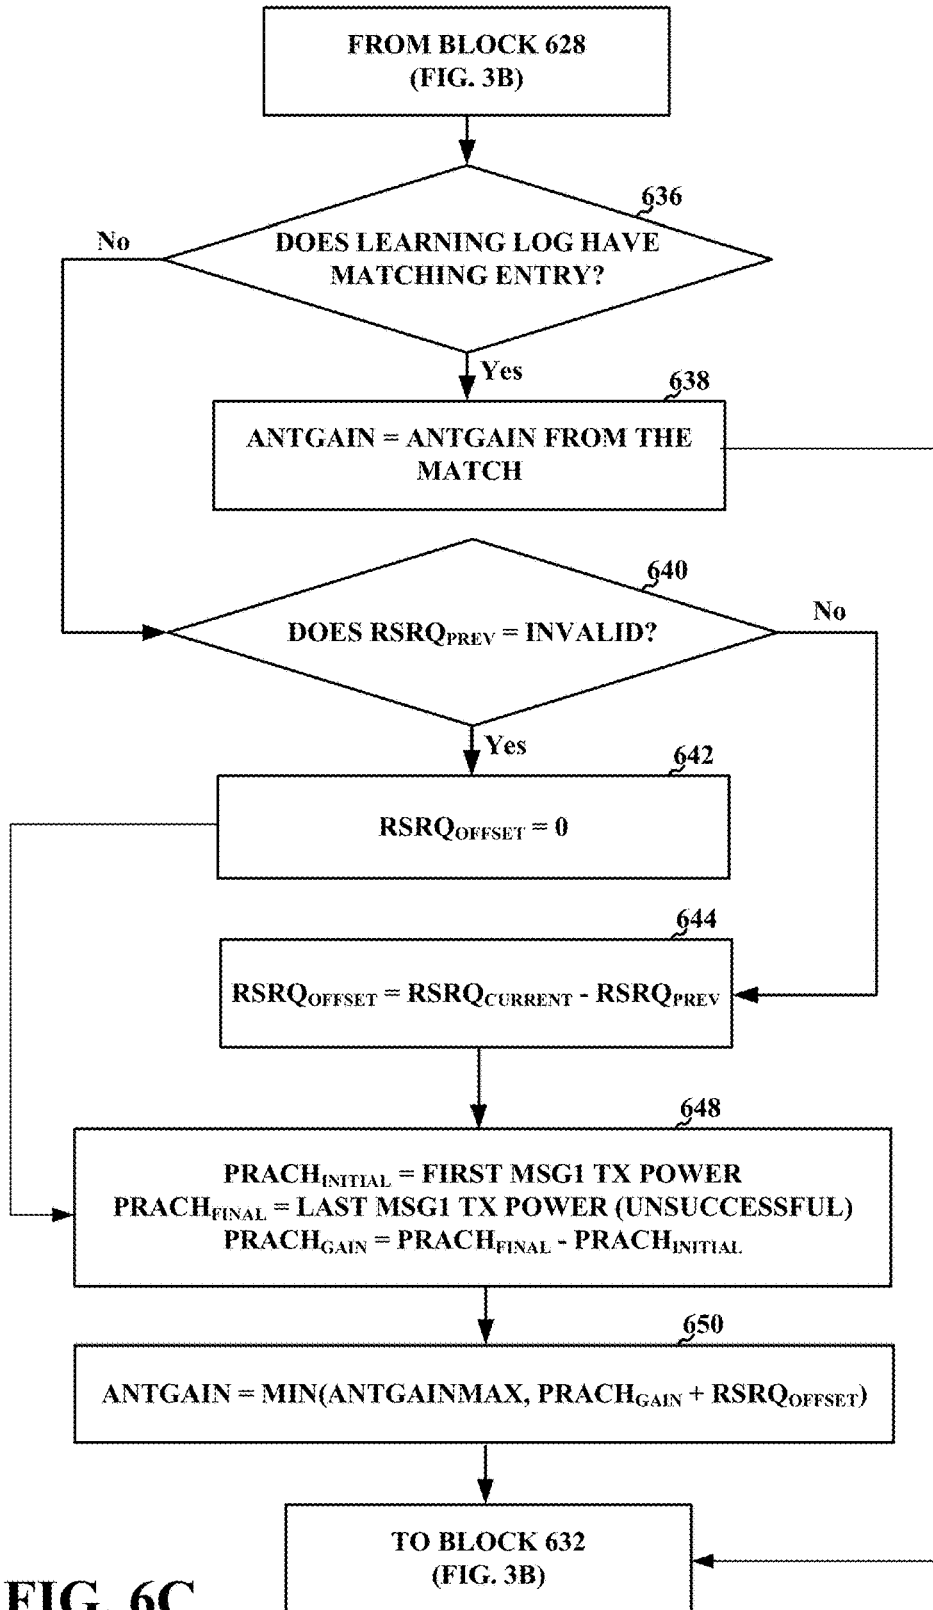 FROM BLOCK 628
(FIG. 3B)
636
No
DOES LEARNING LOG HAVE
MATCHING ENTRY?
Yes
638
ANTGAIN = ANTGAIN FROM THE
MATCH
640
No
DOES RSRQPREV = INVALID?
Yes
642
RSRQOFFSET = 0
644
RSRQOFFSET = RSRQCURRENT - RSRQPREV
648
PRACHINITIAL = FIRST MSG1 TX POWER
PRACHFINAL = LAST MSG1 TX POWER (UNSUCCESSFUL)
PRACHGAIN = PRACHFINAL - PRACHINITIAL
650
ANTGAIN = MIN(ANTGAINMAX, PRACHGAIN + RSRQOFFSET)
TO BLOCK 632
(FIG. 3B)
FIG. 6C